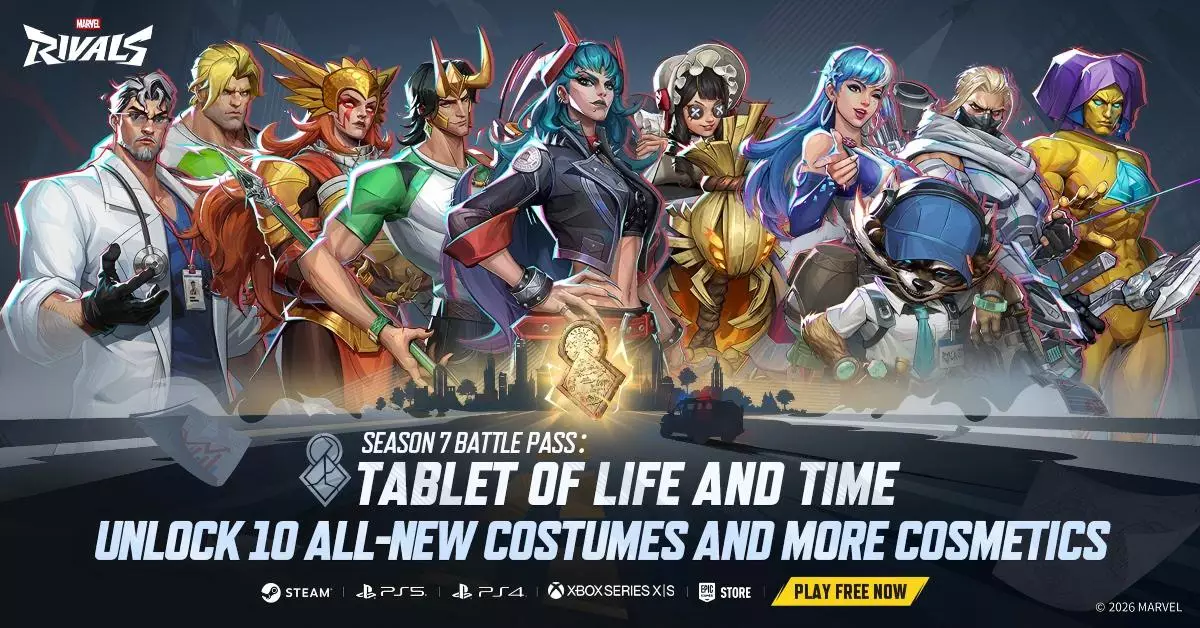 MARVEL
RIVALS
SEASON 7 BATTLE PASS:
TABLET OF LIFE AND TIME
UNLOCK 10 ALL-NEW COSTUMES AND MORE COSMETICS
STEAM PS5 PS4 XBOX SERIES X|S EPIC GAMES STORE PLAY FREE NOW
© 2026 MARVEL